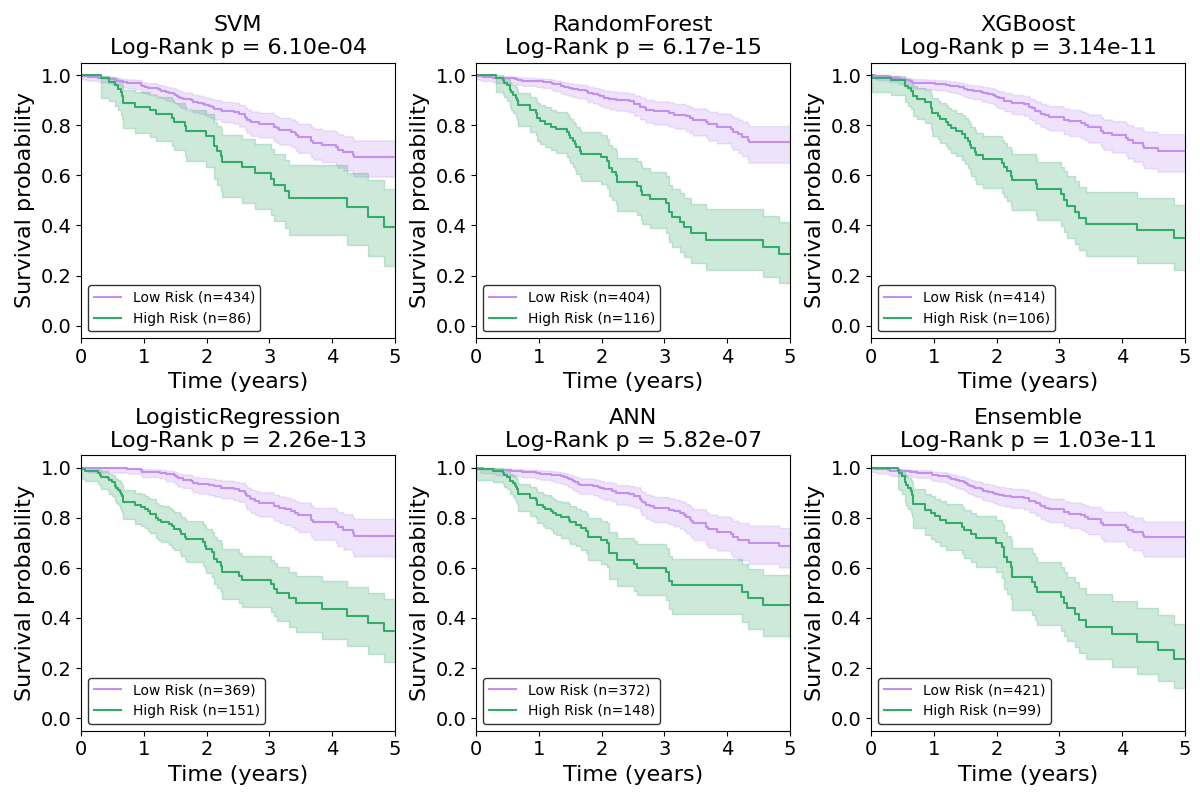 SVM
Log-Rank p = 6.10e-04
Survival probability
1.0
0.8
0.6
0.4
0.2
0.0
Low Risk (n=434)
High Risk (n=86)
0 1 2 3 4 5
Time (years)
RandomForest
Log-Rank p = 6.17e-15
Survival probability
1.0
0.8
0.6
0.4
0.2
0.0
Low Risk (n=404)
High Risk (n=116)
0 1 2 3 4 5
Time (years)
XGBoost
Log-Rank p = 3.14e-11
Survival probability
1.0
0.8
0.6
0.4
0.2
0.0
Low Risk (n=414)
High Risk (n=106)
0 1 2 3 4 5
Time (years)
LogisticRegression
Log-Rank p = 2.26e-13
Survival probability
1.0
0.8
0.6
0.4
0.2
0.0
Low Risk (n=369)
High Risk (n=151)
0 1 2 3 4 5
Time (years)
ANN
Log-Rank p = 5.82e-07
Survival probability
1.0
0.8
0.6
0.4
0.2
0.0
Low Risk (n=372)
High Risk (n=148)
0 1 2 3 4 5
Time (years)
Ensemble
Log-Rank p = 1.03e-11
Survival probability
1.0
0.8
0.6
0.4
0.2
0.0
Low Risk (n=421)
High Risk (n=99)
0 1 2 3 4 5
Time (years)